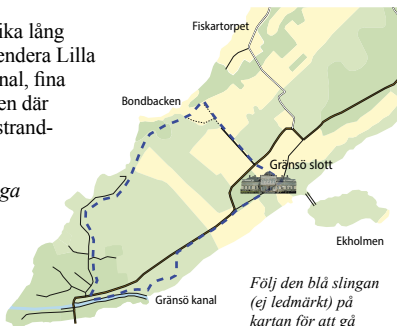 ika lång
endera Lilla
nal, fina
en där
strand-
ga
Fiskartorpet
Bondbacken
Gränsö slott
Ekholmen
Gränsö kanal
Följ den blå slingan
(ej ledmärkt) på
kartan för att gå